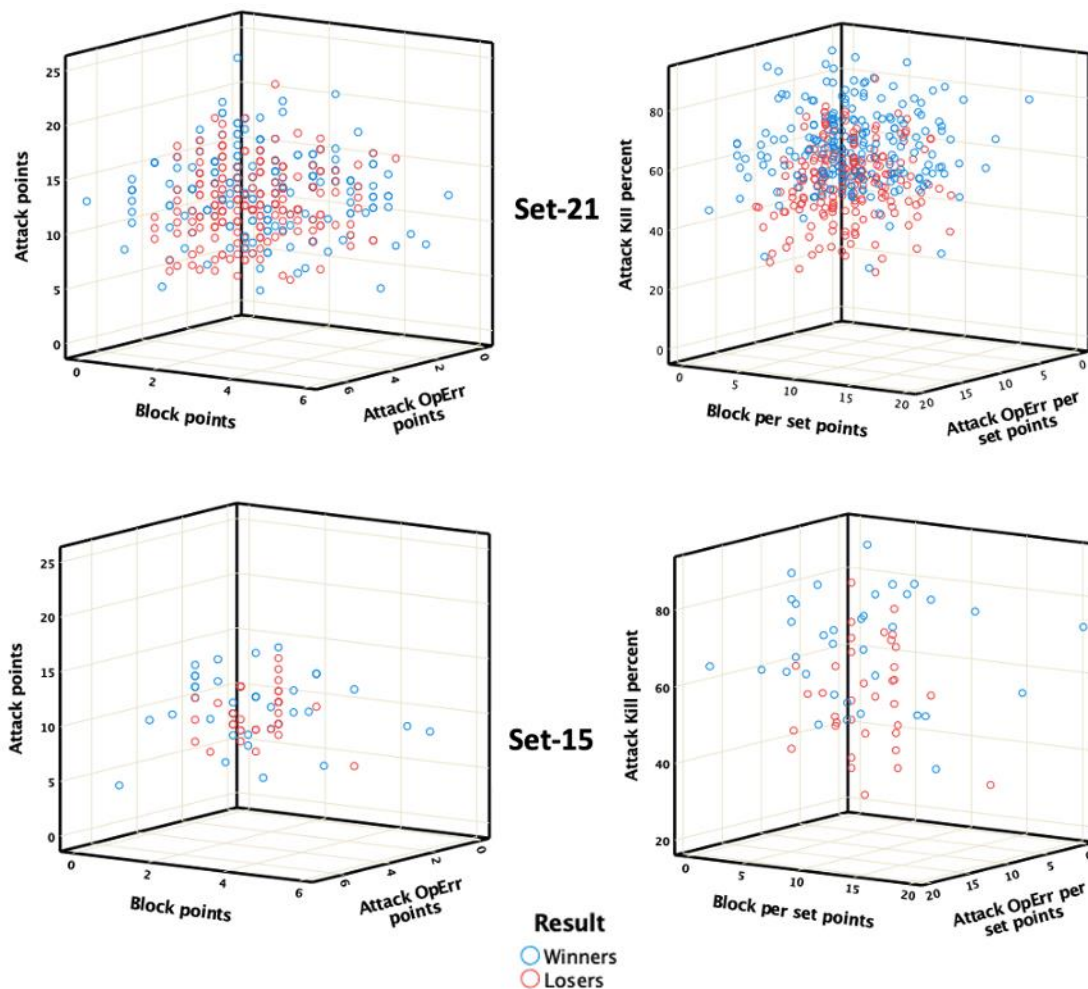 25
20
15
10
5
0
Attack points
0
2
4
6
Block points
6
4
2
0
Attack OpErr
points
Set-21
80
60
40
20
0
Attack Kill percent
0
5
10
15
20
Block per set points
20
15
10
5
0
Attack OpErr per
set points
25
20
15
10
5
0
Attack points
0
2
4
6
Block points
6
4
2
0
Attack OpErr
points
Set-15
80
60
40
20
Attack Kill percent
0
5
10
15
20
Block per set points
20
15
10
5
Attack OpErr per
set points
Result
Winners
Losers